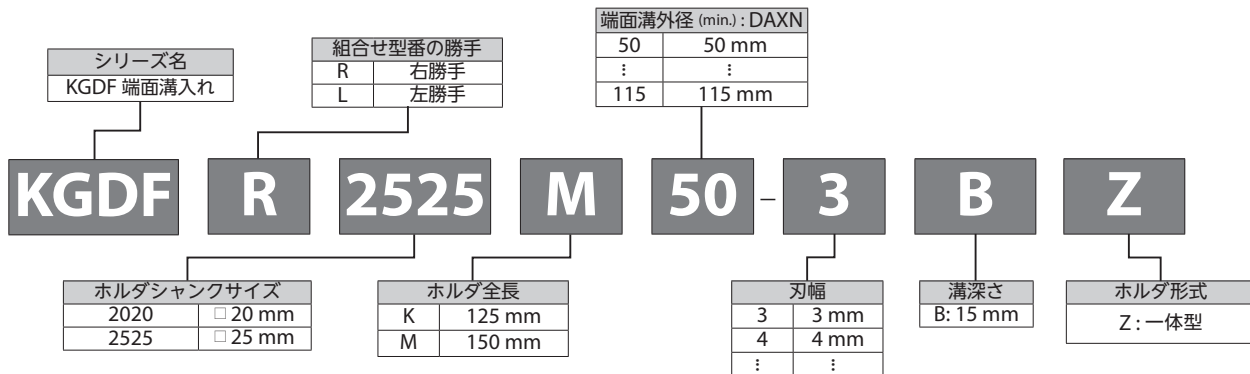 端面溝外径 (min.) : DAXN
50 50 mm
⋮ ⋮
115 115 mm
シリーズ名
KGDF 端面溝入れ
組合せ型番の勝手
R 右勝手
L 左勝手
KGDF R 2525 M 50 – 3 B Z
ホルダシャンクサイズ
2020 □ 20 mm
2525 □ 25 mm
ホルダ全長
K 125 mm
M 150 mm
刃幅
3 3 mm
4 4 mm
⋮ ⋮
溝深さ
B: 15 mm
ホルダ形式
Z : 一体型